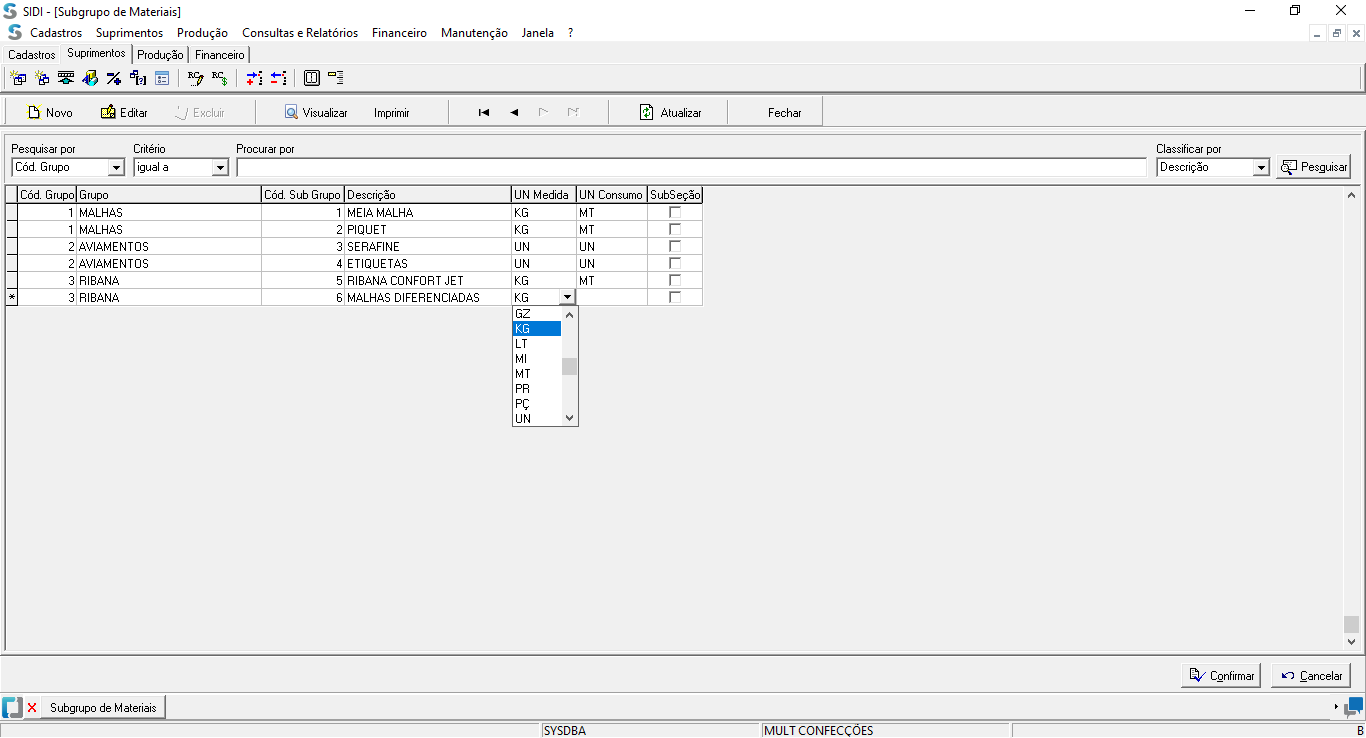 SIDI - [Subgrupo de Materiais]
Cadastros Suprimentos Produção Consultas e Relatórios Financeiro Manutenção Janela ?
Cadastros Suprimentos Produção Financeiro
Novo Editar Excluir Visualizar Imprimir Atualizar Fechar
Pesquisar por Critério Procurar por Classificar por
Cód. Grupo igual a Descrição Pesquisar
Cód. Grupo Grupo Cód. Sub Grupo Descrição UN Medida UN Consumo SubSeção
1 MALHAS 1 MEIA MALHA KG MT
1 MALHAS 2 PIQUET KG MT
2 AVIAMENTOS 3 SERAFINE UN UN
2 AVIAMENTOS 4 ETIQUETAS UN UN
3 RIBANA 5 RIBANA CONFORT JET KG MT
* 3 RIBANA 6 MALHAS DIFERENCIADAS KG
GZ
KG
LT
MI
MT
PR
PÇ
UN
Confirmar Cancelar
Subgrupo de Materiais
SYSDBA MULT CONFECÇÕES B